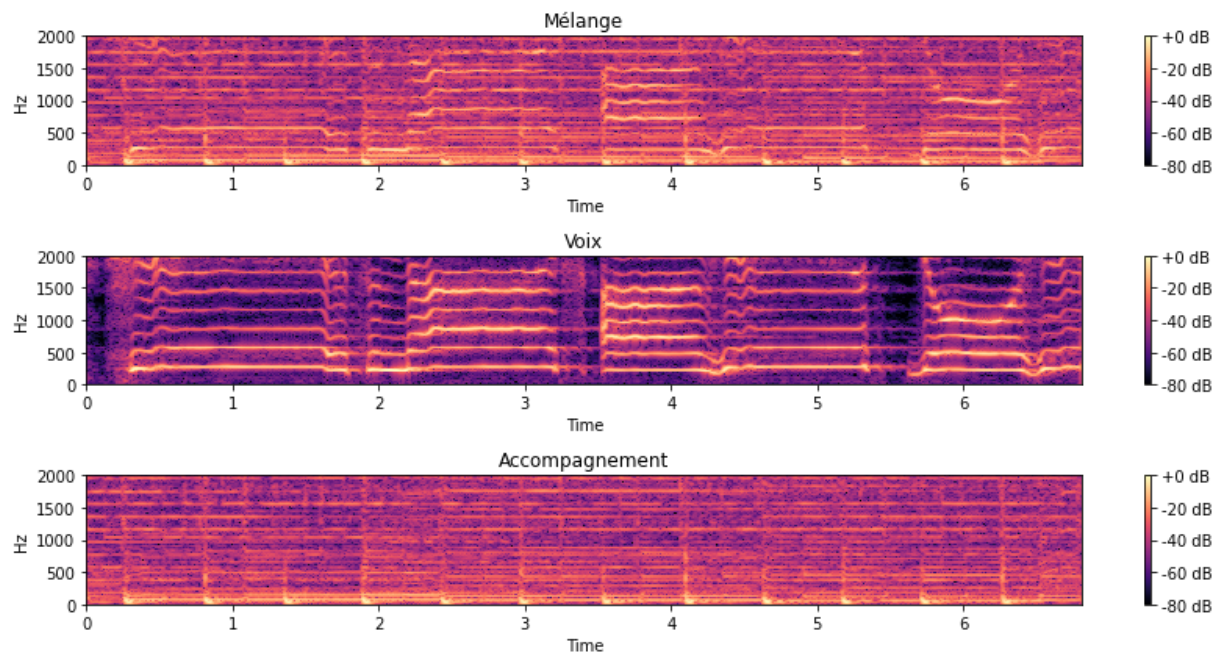 Mélange
2000
1500
1000
500
0
Hz
0 1 2 3 4 5 6
Time
+0 dB
-20 dB
-40 dB
-60 dB
-80 dB
Voix
2000
1500
1000
500
0
Hz
0 1 2 3 4 5 6
Time
+0 dB
-20 dB
-40 dB
-60 dB
-80 dB
Accompagnement
2000
1500
1000
500
0
Hz
0 1 2 3 4 5 6
Time
+0 dB
-20 dB
-40 dB
-60 dB
-80 dB